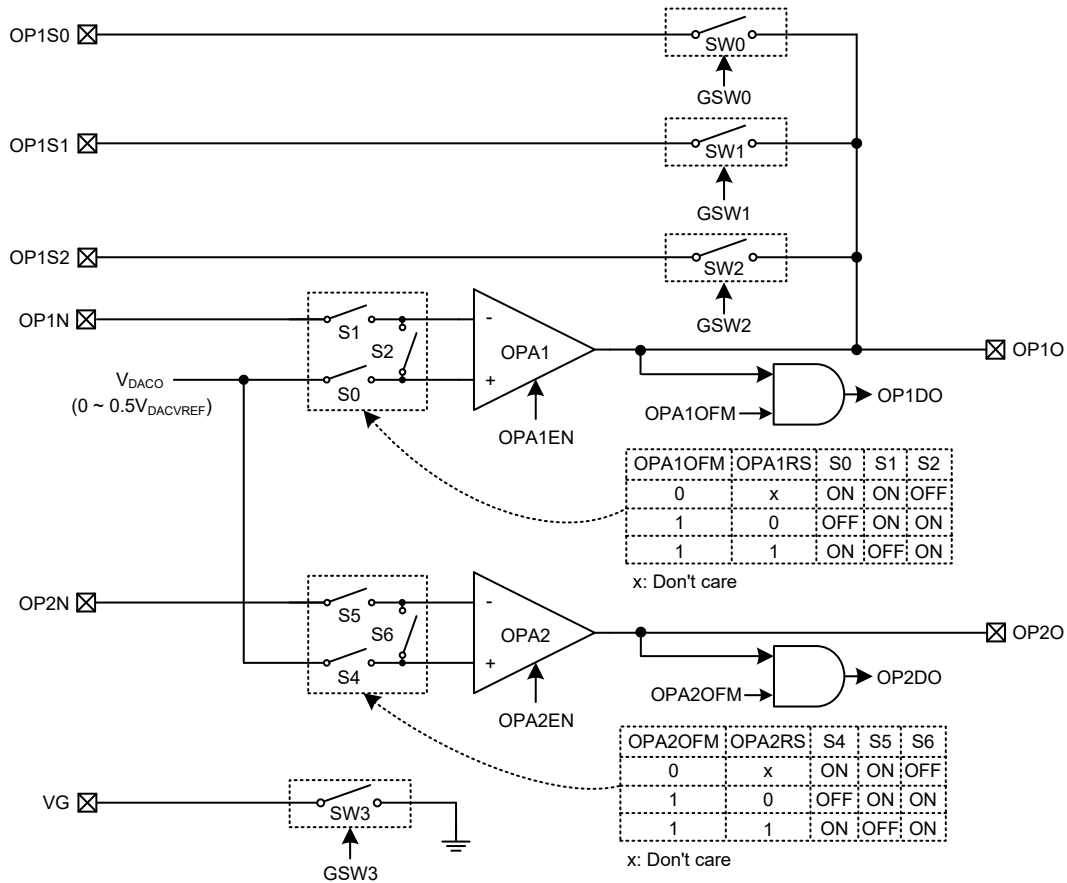 OP1S0
SW0
GSW0
OP1S1
SW1
GSW1
OP1S2
SW2
GSW2
OP1N
S1
S2
S0
-
+
OPA1
OPA1EN
VDACO
(0 ~ 0.5VDACVREF)
OP1O
OPA1OFM
OP1DO
OPA1OFM OPA1RS S0 S1 S2
0 x ON ON OFF
1 0 OFF ON ON
1 1 ON OFF ON
x: Don't care
OP2N
S5
S6
S4
-
+
OPA2
OPA2EN
OP2O
OPA2OFM
OP2DO
OPA2OFM OPA2RS S4 S5 S6
0 x ON ON OFF
1 0 OFF ON ON
1 1 ON OFF ON
x: Don't care
VG
SW3
GSW3